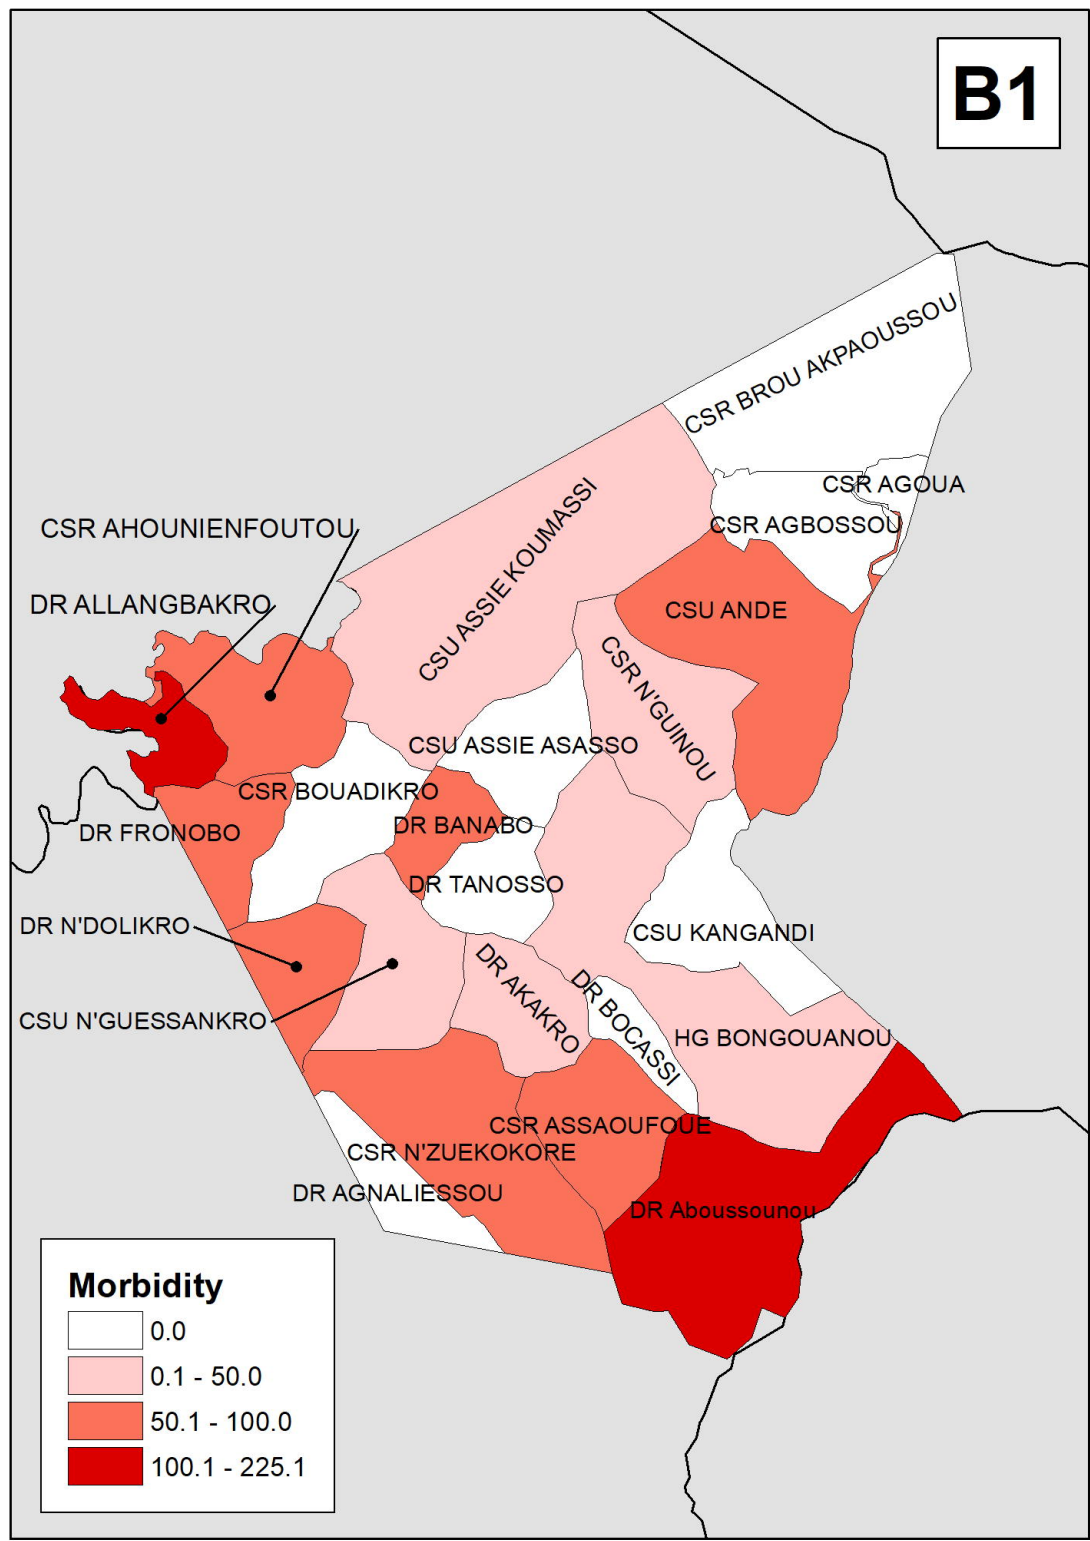 B1
CSR BROU AKPAOUSSOU
CSR AGOUA
CSR AGBOSSOU
CSU ASSIE KOUMASSI
CSR AHOUNIENFOUTOU
DR ALLANGBAKRO
CSU ANDE
CSR N'GUINOU
CSU ASSIE ASASSO
CSR BOUADIKRO
DR FRONOBO
DR BANABO
DR TANOSSO
DR N'DOLIKRO
CSU KANGANDI
CSU N'GUESSANKRO
DR AKAKRO
DR BOCASSI
HG BONGOUANOU
CSR ASSAOUFOUE
CSR N'ZUEKOKORE
DR AGNALIESSOU
DR Aboussounou
Morbidity
0.0
0.1 - 50.0
50.1 - 100.0
100.1 - 225.1